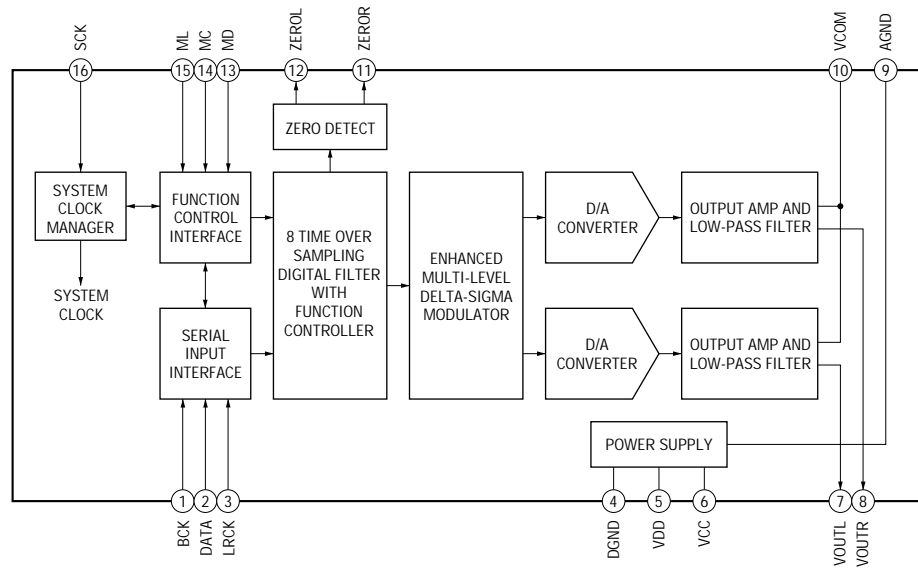 SCK
ML
MC
MD
ZEROL
ZEROR
VCOM
AGND
16
15
14
13
12
11
10
9
ZERO DETECT
SYSTEM
CLOCK
MANAGER
FUNCTION
CONTROL
INTERFACE
8 TIME OVER
SAMPLING
DIGITAL FILTER
WITH
FUNCTION
CONTROLLER
ENHANCED
MULTI-LEVEL
DELTA-SIGMA
MODULATOR
D/A
CONVERTER
OUTPUT AMP AND
LOW-PASS FILTER
SYSTEM
CLOCK
SERIAL
INPUT
INTERFACE
D/A
CONVERTER
OUTPUT AMP AND
LOW-PASS FILTER
POWER SUPPLY
1
2
3
4
5
6
7
8
BCK
DATA
LRCK
DGND
VDD
VCC
VOUTL
VOUTR